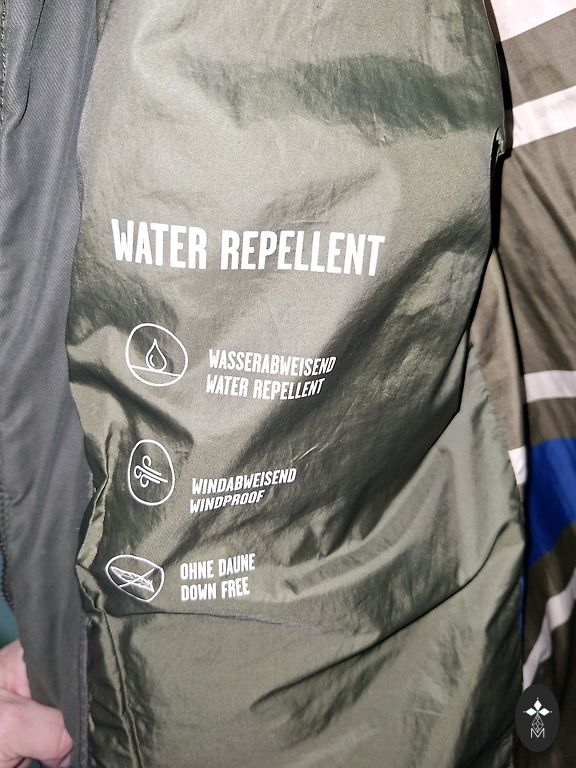 WATER REPELLENT
WASSERABWEISEND
WATER REPELLENT
WINDABWEISEND
WINDPROOF
OHNE DAUNE
DOWN FREE
M